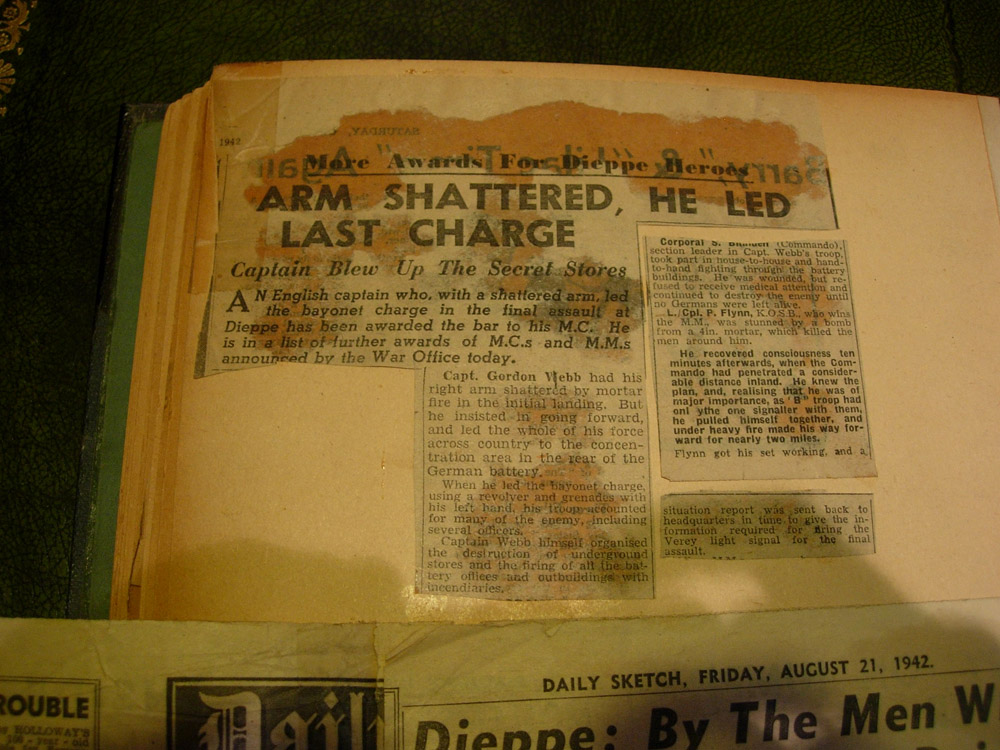 1942
SATURDAY,
More Awards For Dieppe Heroes
ARM SHATTERED, HE LED
LAST CHARGE
Captain Blew Up The Secret Stores
AN English captain who, with a shattered arm, led
the bayonet charge in the final assault at
Dieppe has been awarded the bar to his M.C. He
is in a list of further awards of M.C.s and M.M.s
announced by the War Office today.
Capt. Gordon Webb had his
right arm shattered by mortar
fire in the initial landing. But
he insisted in going forward,
and led the whole of his force
across country to the concen-
tration area in the rear of the
German battery.
When he led the bayonet charge,
using a revolver and grenades with
his left hand, his troop accounted
for many of the enemy, including
several officers.
Captain Webb himself organised
the destruction of underground
stores and the firing of all the bat-
tery offices and outbuildings with
incendiaries.
Corporal S. (Commando),
section leader in Capt. Webb's troop,
took part in house-to-house and hand-
to-hand fighting through the battery
buildings. He was wounded, but re-
fused to receive medical attention and
continued to destroy the enemy until
no Germans were left alive.
L./Cpl. P. Flynn, K.O.S.B., who wins
the M.M., was stunned by a bomb
from a 4in. mortar, which killed the
men around him.
He recovered consciousness ten
minutes afterwards, when the Com-
mando had penetrated a consider-
able distance inland. He knew the
plan, and, realising that he was of
major importance, as "B" troop had
onl ythe one signaller with them,
he pulled himself together, and
under heavy fire made his way for-
ward for nearly two miles.
Flynn got his set working, and a
situation report was sent back to
headquarters in time to give the in-
formation required for firing the
Verey light signal for the final
assault.
ROUBLE
HOLLOWAY'S
year - old
Daily
DAILY SKETCH, FRIDAY, AUGUST 21, 1942.
Dieppe: By The Men W